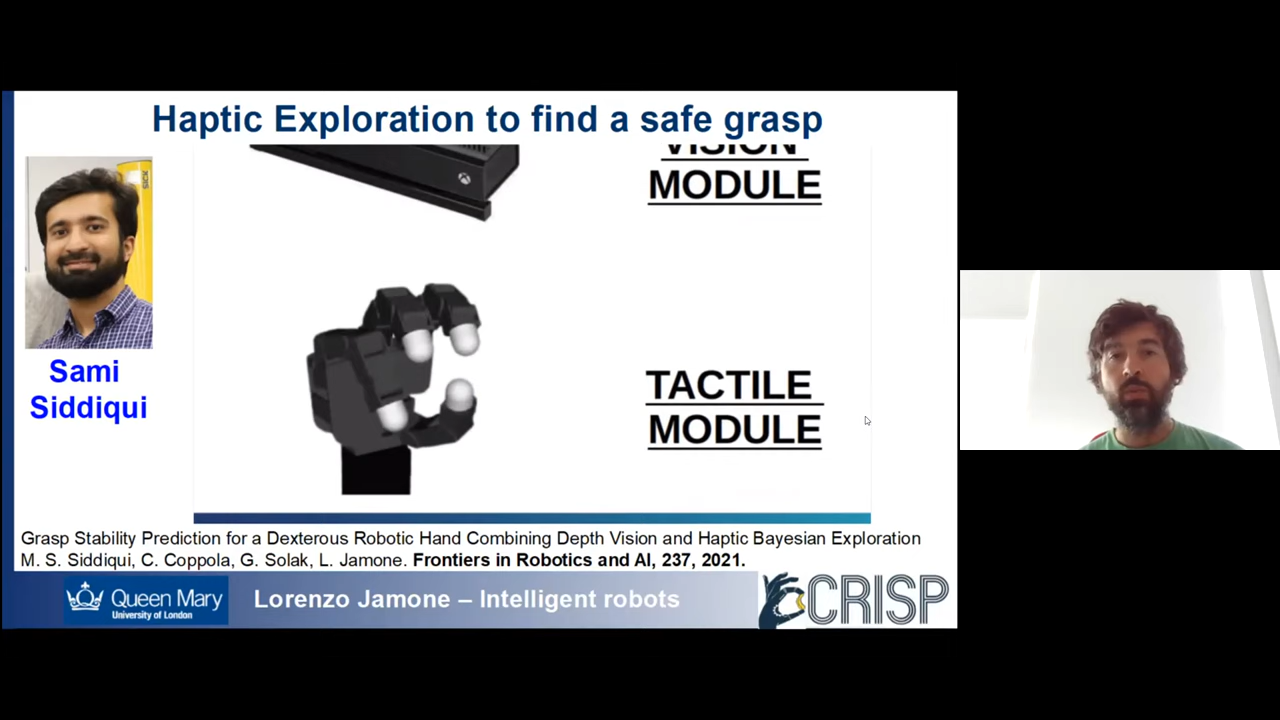 Haptic Exploration to find a safe grasp
VISION
MODULE
Sami
Siddiqui
TACTILE
MODULE
Grasp Stability Prediction for a Dexterous Robotic Hand Combining Depth Vision and Haptic Bayesian Exploration
M. S. Siddiqui, C. Coppola, G. Solak, L. Jamone. Frontiers in Robotics and AI, 237, 2021.
Queen Mary
University of London
Lorenzo Jamone – Intelligent robots
CRISP